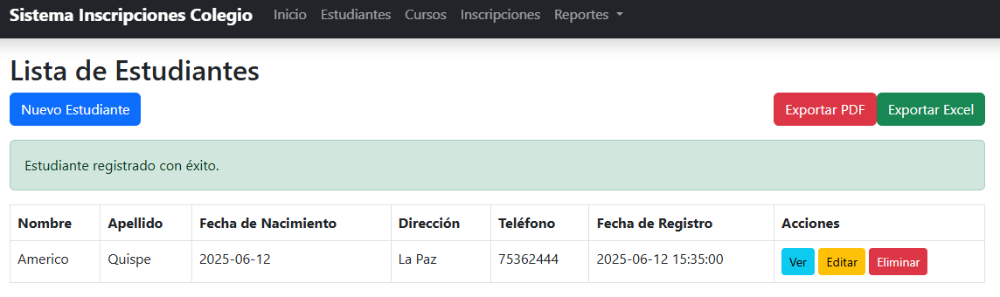 Sistema Inscripciones Colegio Inicio Estudiantes Cursos Inscripciones Reportes
Lista de Estudiantes
Nuevo Estudiante Exportar PDF Exportar Excel
Estudiante registrado con éxito.
Nombre Apellido Fecha de Nacimiento Dirección Teléfono Fecha de Registro Acciones
Americo Quispe 2025-06-12 La Paz 75362444 2025-06-12 15:35:00 Ver Editar Eliminar